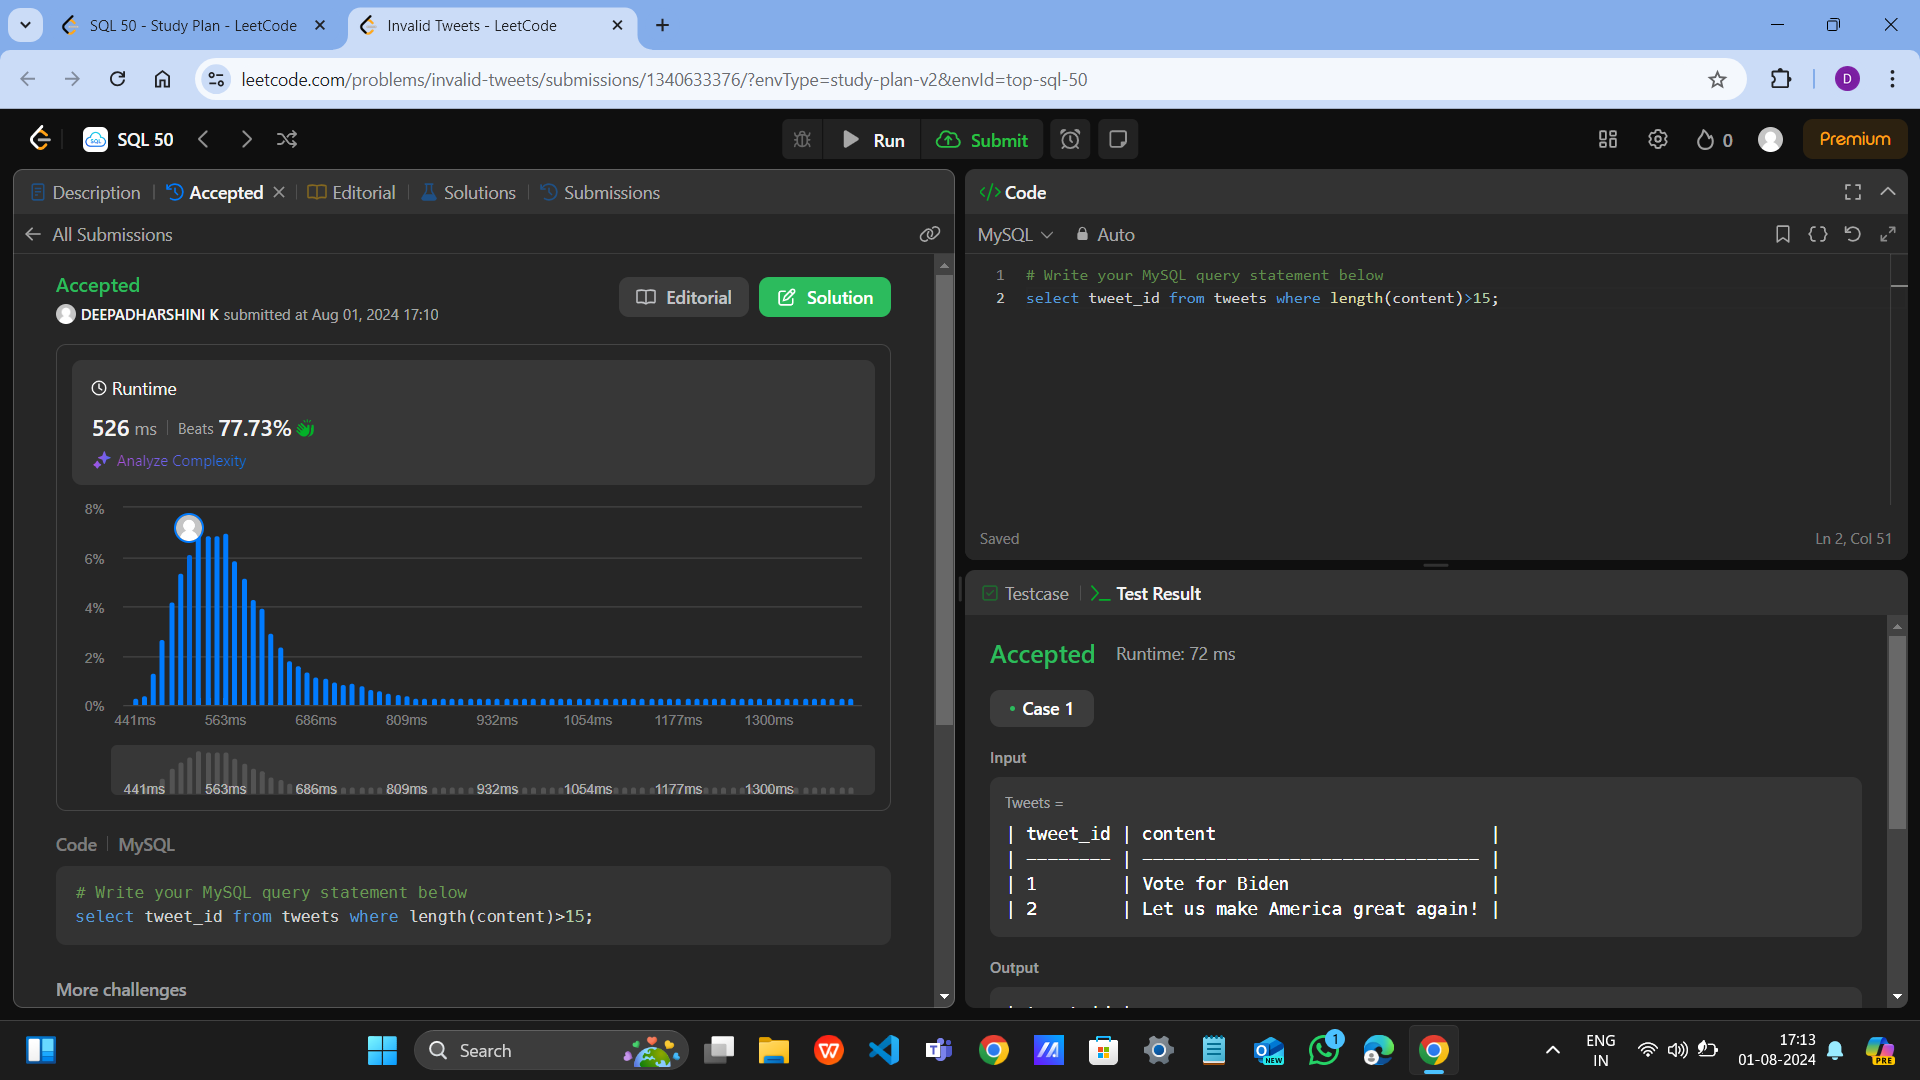 SQL 50 - Study Plan - LeetCode
Invalid Tweets - LeetCode
leetcode.com/problems/invalid-tweets/submissions/1340633376/?envType=study-plan-v2&envId=top-sql-50
D
SQL 50
Run
Submit
0
Premium
Description
Accepted
Editorial
Solutions
Submissions
All Submissions
Accepted
DEEPADHARSHINI K submitted at Aug 01, 2024 17:10
Editorial
Solution
Runtime
526 ms
Beats 77.73%
Analyze Complexity
8%
6%
4%
2%
0%
441ms 563ms 686ms 809ms 932ms 1054ms 1177ms 1300ms
441ms 563ms 686ms 809ms 932ms 1054ms 1177ms 1300ms
Code | MySQL
# Write your MySQL query statement below
select tweet_id from tweets where length(content)>15;
More challenges
</> Code
MySQL
Auto
1 # Write your MySQL query statement below
2 select tweet_id from tweets where length(content)>15;
Saved
Ln 2, Col 51
Testcase
>_ Test Result
Accepted
Runtime: 72 ms
• Case 1
Input
Tweets =
| tweet_id | content |
| -------- | -------------------------------- |
| 1 | Vote for Biden |
| 2 | Let us make America great again! |
Output
Search
1
ENG
IN
17:13
01-08-2024
PRE
NEW